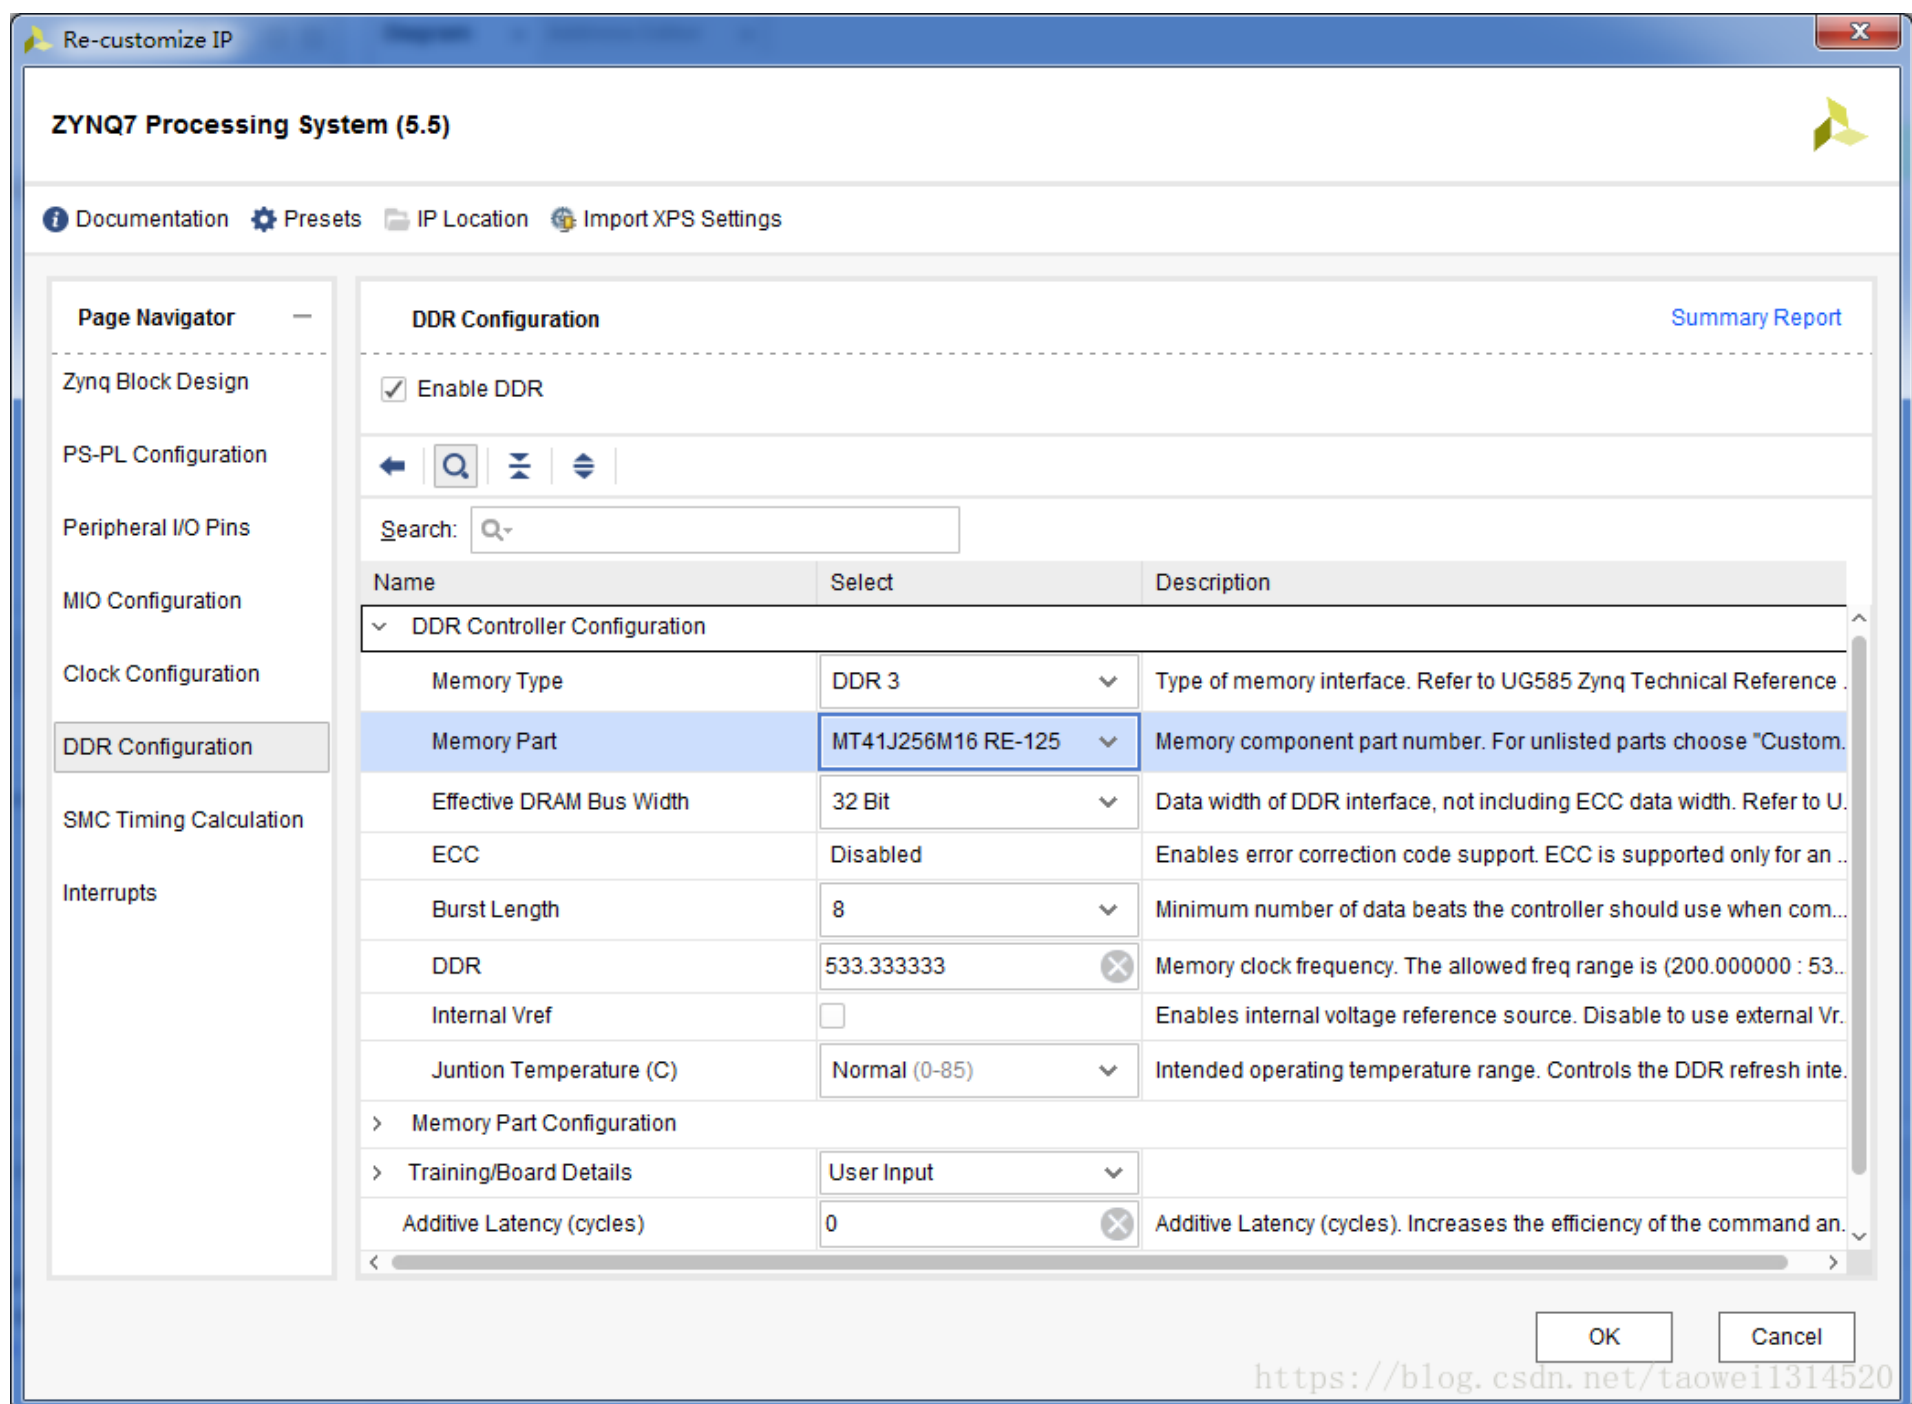 Re-customize IP
ZYNQ7 Processing System (5.5)
Documentation Presets IP Location Import XPS Settings
Page Navigator
Zynq Block Design
PS-PL Configuration
Peripheral I/O Pins
MIO Configuration
Clock Configuration
DDR Configuration
SMC Timing Calculation
Interrupts
DDR Configuration Summary Report
Enable DDR
Search:
Name Select Description
DDR Controller Configuration
Memory Type DDR 3 Type of memory interface. Refer to UG585 Zynq Technical Reference .
Memory Part MT41J256M16 RE-125 Memory component part number. For unlisted parts choose "Custom.
Effective DRAM Bus Width 32 Bit Data width of DDR interface, not including ECC data width. Refer to U.
ECC Disabled Enables error correction code support. ECC is supported only for an ..
Burst Length 8 Minimum number of data beats the controller should use when com...
DDR 533.333333 Memory clock frequency. The allowed freq range is (200.000000 : 53..
Internal Vref Enables internal voltage reference source. Disable to use external Vr.
Juntion Temperature (C) Normal (0-85) Intended operating temperature range. Controls the DDR refresh inte.
Memory Part Configuration
Training/Board Details User Input
Additive Latency (cycles) 0 Additive Latency (cycles). Increases the efficiency of the command an.
OK Cancel
https://blog.csdn.net/taowei1314520